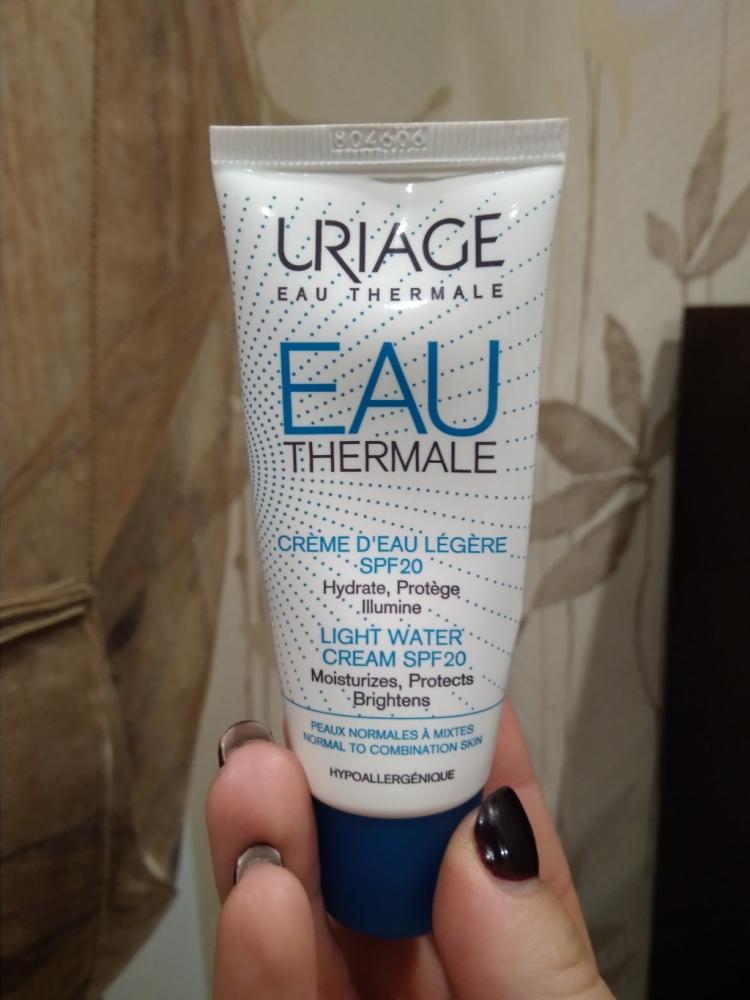 804606
URIAGE
EAU THERMALE
EAU
THERMALE
CRÈME D'EAU LÉGÈRE
SPF20
Hydrate, Protège
Illumine
LIGHT WATER
CREAM SPF20
Moisturizes, Protects
Brightens
PEAUX NORMALES À MIXTES
NORMAL TO COMBINATION SKIN
HYPOALLERGÉNIQUE